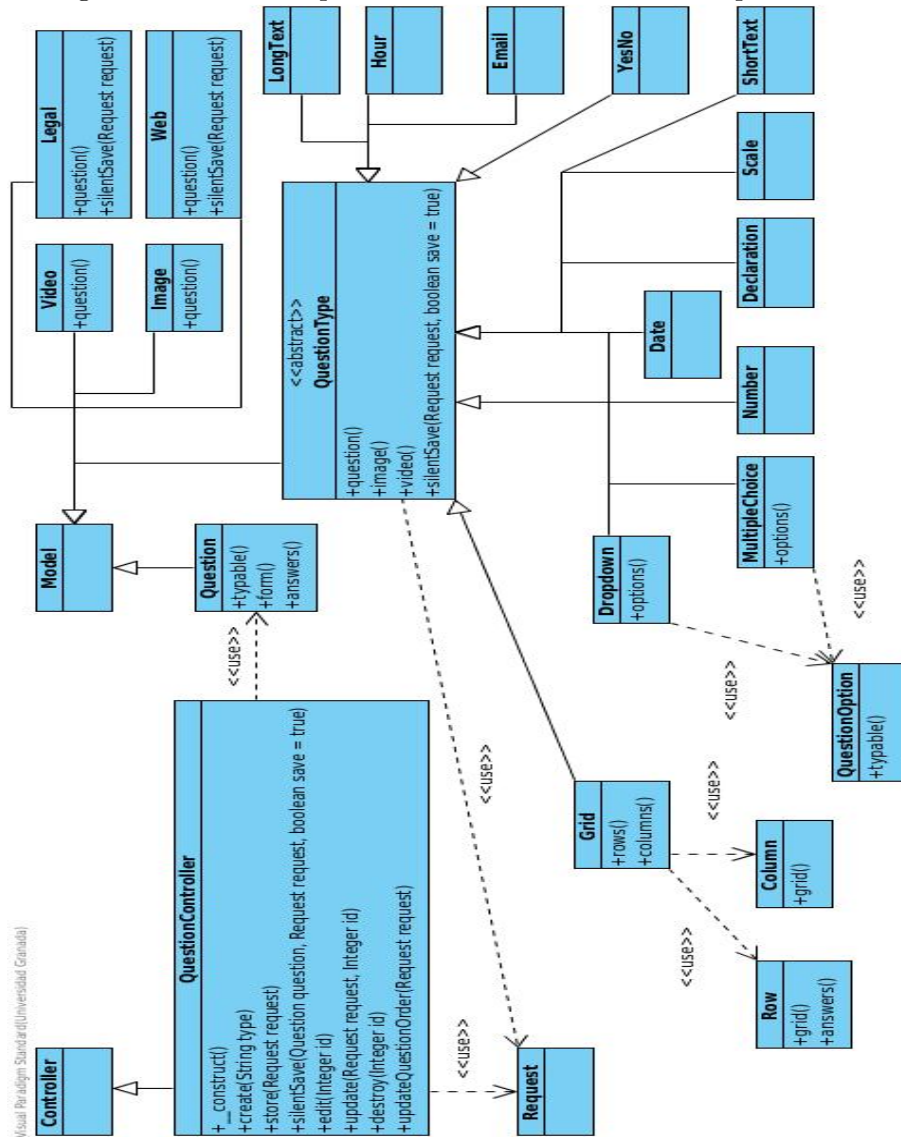 Visual Paradigm Standard(Universidad Granada)
Controller
Model
Video
+question()
Legal
+question()
+silentSave(Request request)
Image
+question()
Web
+question()
+silentSave(Request request)
QuestionController
+__construct()
+create(String type)
+store(Request request)
+silentSave(Question question, Request request, boolean save = true)
+edit(Integer id)
+update(Request request, Integer id)
+destroy(Integer id)
+updateQuestionOrder(Request request)
<<use>>
Question
+typable()
+form()
+answers()
<<abstract>>
QuestionType
+question()
+image()
+video()
+silentSave(Request request, boolean save = true)
LongText
Hour
Email
YesNo
ShortText
<<use>>
Request
<<use>>
Grid
+rows()
+columns()
Dropdown
+options()
Date
<<use>>
<<use>>
<<use>>
<<use>>
Row
+grid()
+answers()
Column
+grid()
MultipleChoice
+options()
Number
Declaration
Scale
QuestionOption
+typable()